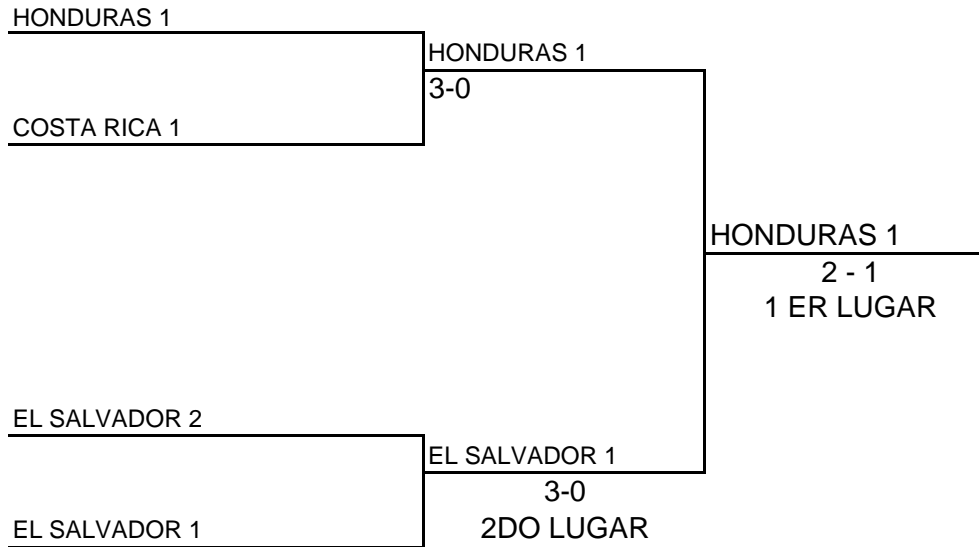 HONDURAS 1
HONDURAS 1
3-0
COSTA RICA 1
HONDURAS 1
2 - 1
1 ER LUGAR
EL SALVADOR 2
EL SALVADOR 1
3-0
2DO LUGAR
EL SALVADOR 1